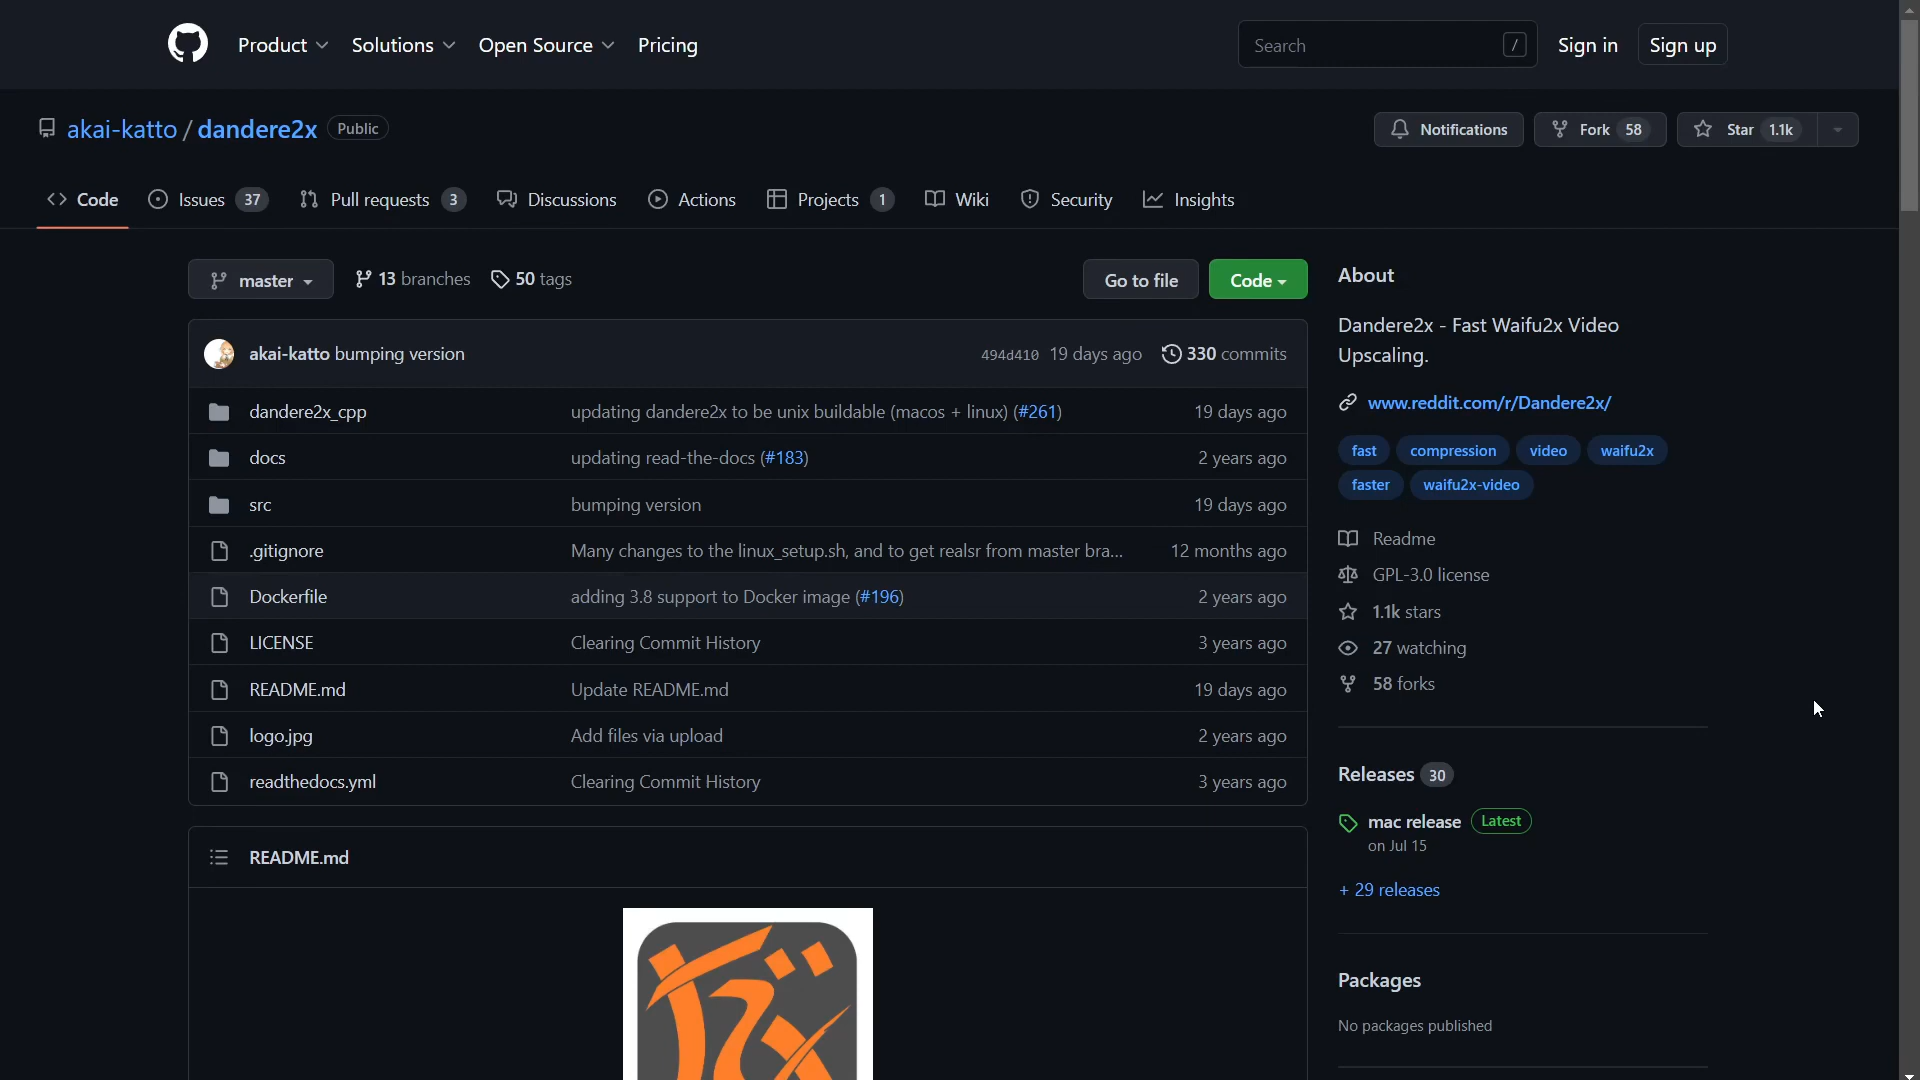 Product Solutions Open Source Pricing Search / Sign in Sign up
akai-katto / dandere2x Public Notifications Fork 58 Star 1.1k
Code Issues 37 Pull requests 3 Discussions Actions Projects 1 Wiki Security Insights
master 13 branches 50 tags Go to file Code
akai-katto bumping version 494d410 19 days ago 330 commits
dandere2x_cpp updating dandere2x to be unix buildable (macos + linux) (#261) 19 days ago
docs updating read-the-docs (#183) 2 years ago
src bumping version 19 days ago
.gitignore Many changes to the linux_setup.sh, and to get realsr from master bra... 12 months ago
Dockerfile adding 3.8 support to Docker image (#196) 2 years ago
LICENSE Clearing Commit History 3 years ago
README.md Update README.md 19 days ago
logo.jpg Add files via upload 2 years ago
readthedocs.yml Clearing Commit History 3 years ago
README.md
About
Dandere2x - Fast Waifu2x Video
Upscaling.
www.reddit.com/r/Dandere2x/
fast compression video waifu2x
faster waifu2x-video
Readme
GPL-3.0 license
1.1k stars
27 watching
58 forks
Releases 30
mac release Latest
on Jul 15
+ 29 releases
Packages
No packages published